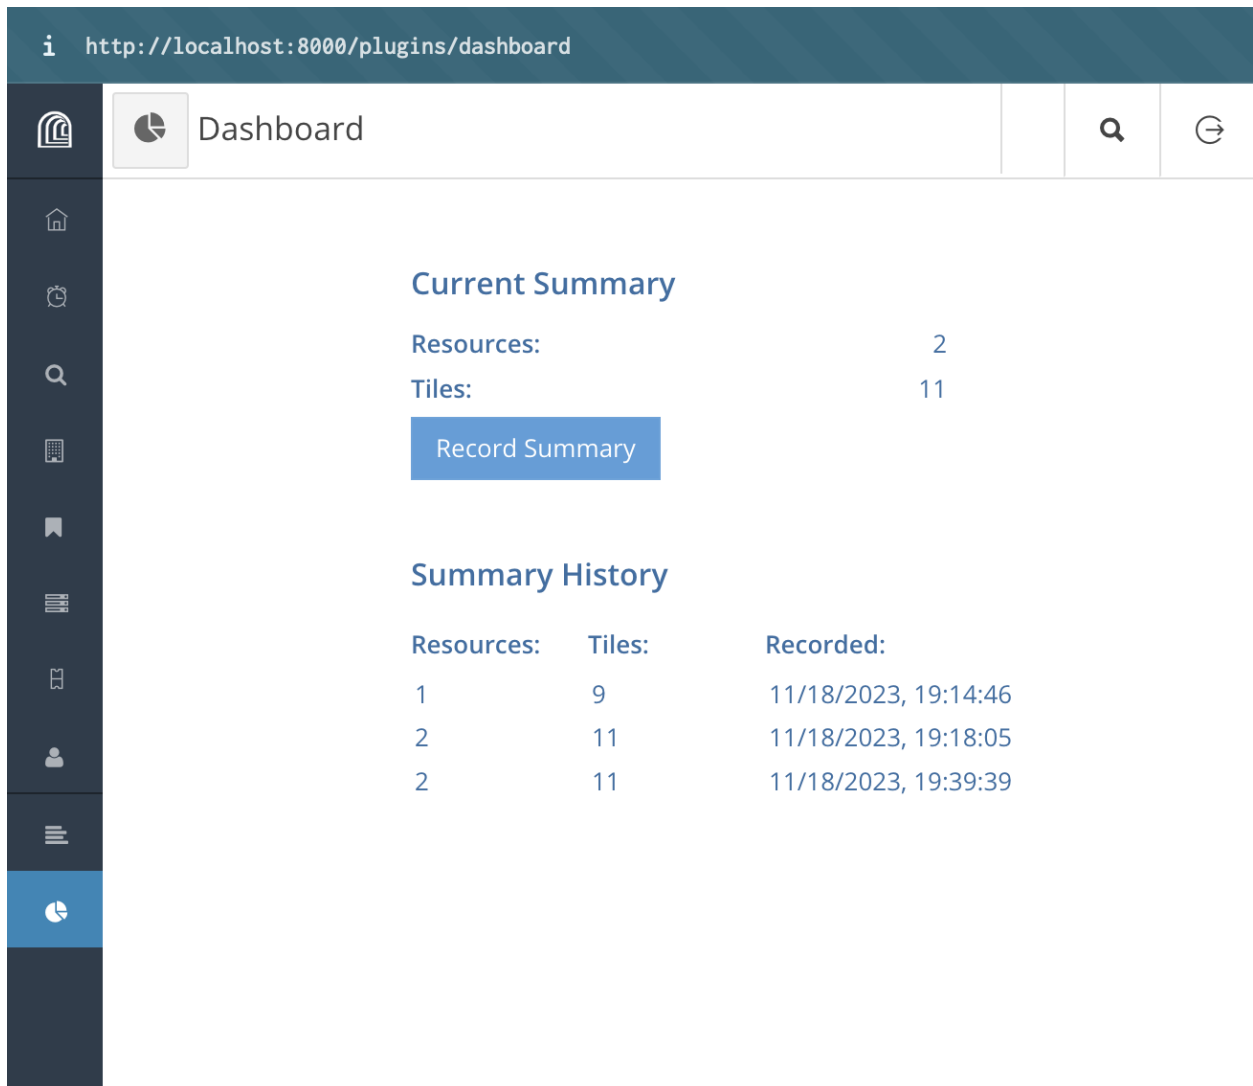 i http://localhost:8000/plugins/dashboard
Dashboard
Current Summary
Resources: 2
Tiles: 11
Record Summary
Summary History
Resources: Tiles: Recorded:
1 9 11/18/2023, 19:14:46
2 11 11/18/2023, 19:18:05
2 11 11/18/2023, 19:39:39